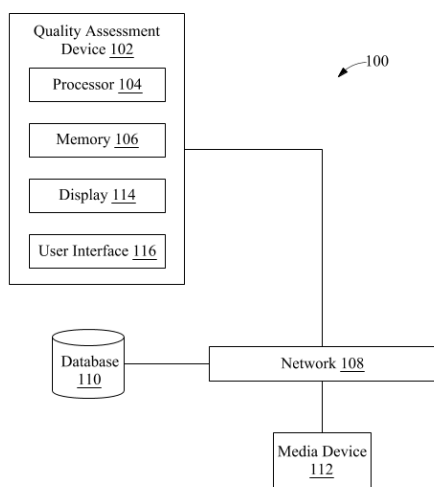 Quality Assessment
Device 102
100
Processor 104
Memory 106
Display 114
User Interface 116
Database
110
Network 108
Media Device
112